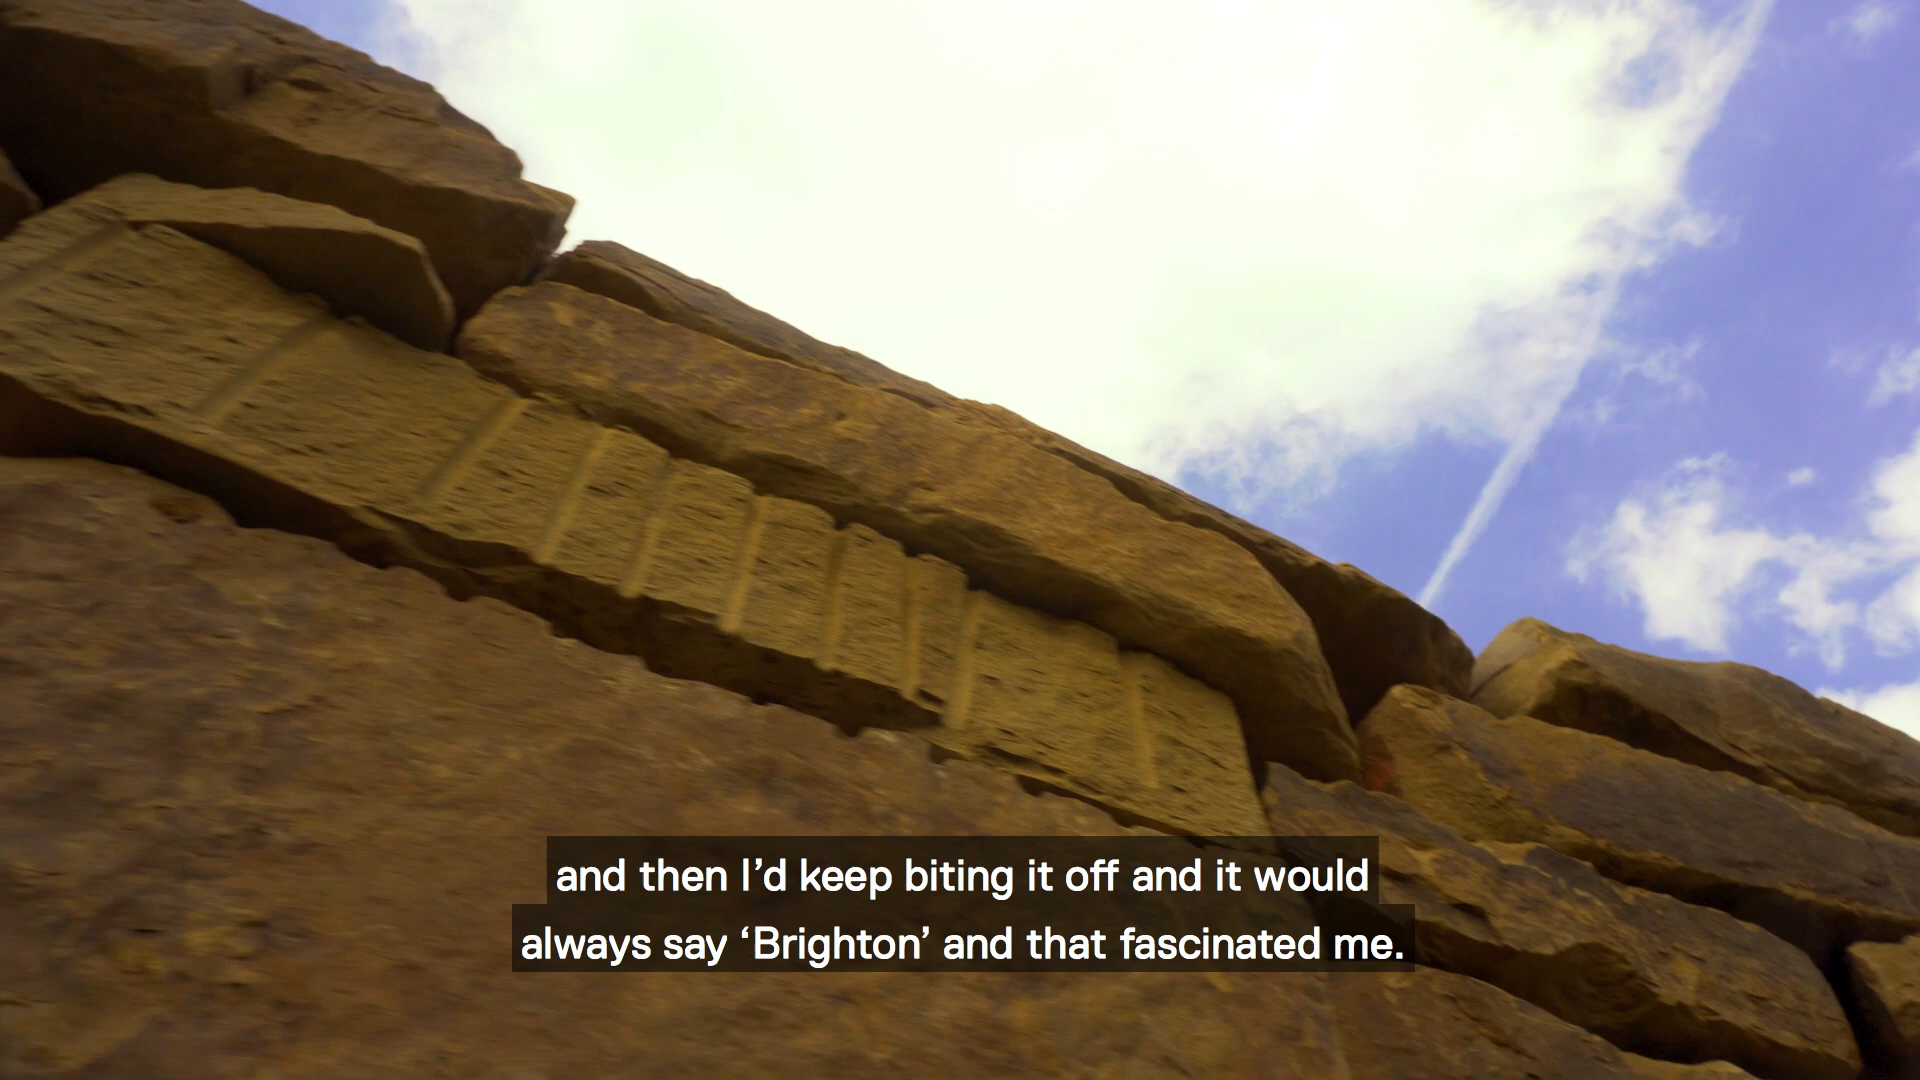 and then I’d keep biting it off and it would
always say ‘Brighton’ and that fascinated me.